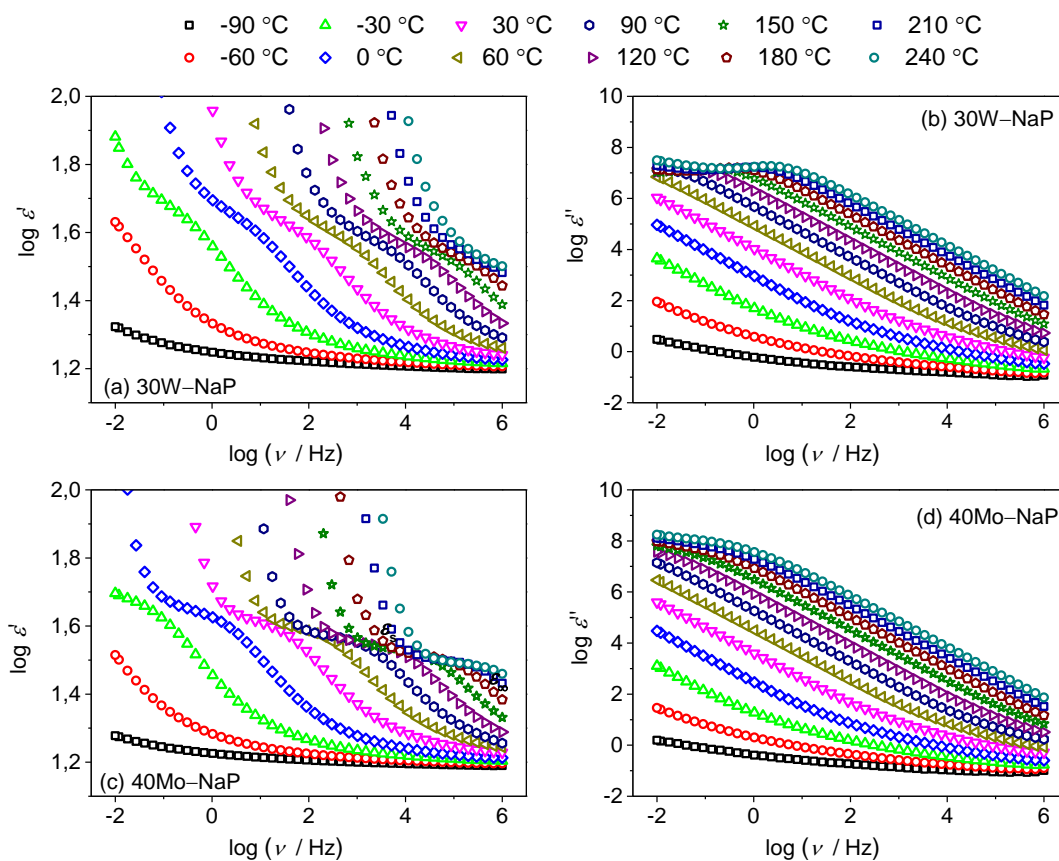 -90 °C -30 °C 30 °C 90 °C 150 °C 210 °C
-60 °C 0 °C 60 °C 120 °C 180 °C 240 °C
2,0
1,8
1,6
1,4
1,2
log ε'
(a) 30W–NaP
-2 0 2 4 6
log (ν / Hz)
10
8
6
4
2
0
-2
log ε''
(b) 30W–NaP
-2 0 2 4 6
log (ν / Hz)
2,0
1,8
1,6
1,4
1,2
log ε'
(c) 40Mo–NaP
-2 0 2 4 6
log (ν / Hz)
10
8
6
4
2
0
-2
log ε''
(d) 40Mo–NaP
-2 0 2 4 6
log (ν / Hz)